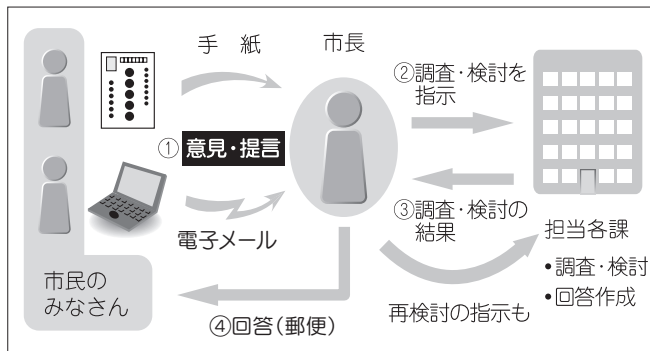 手紙
市長
②調査・検討を
指示
①意見・提言
③調査・検討の
結果
電子メール
担当各課
•調査・検討
•回答作成
市民の
みなさん
④回答(郵便)
再検討の指示も